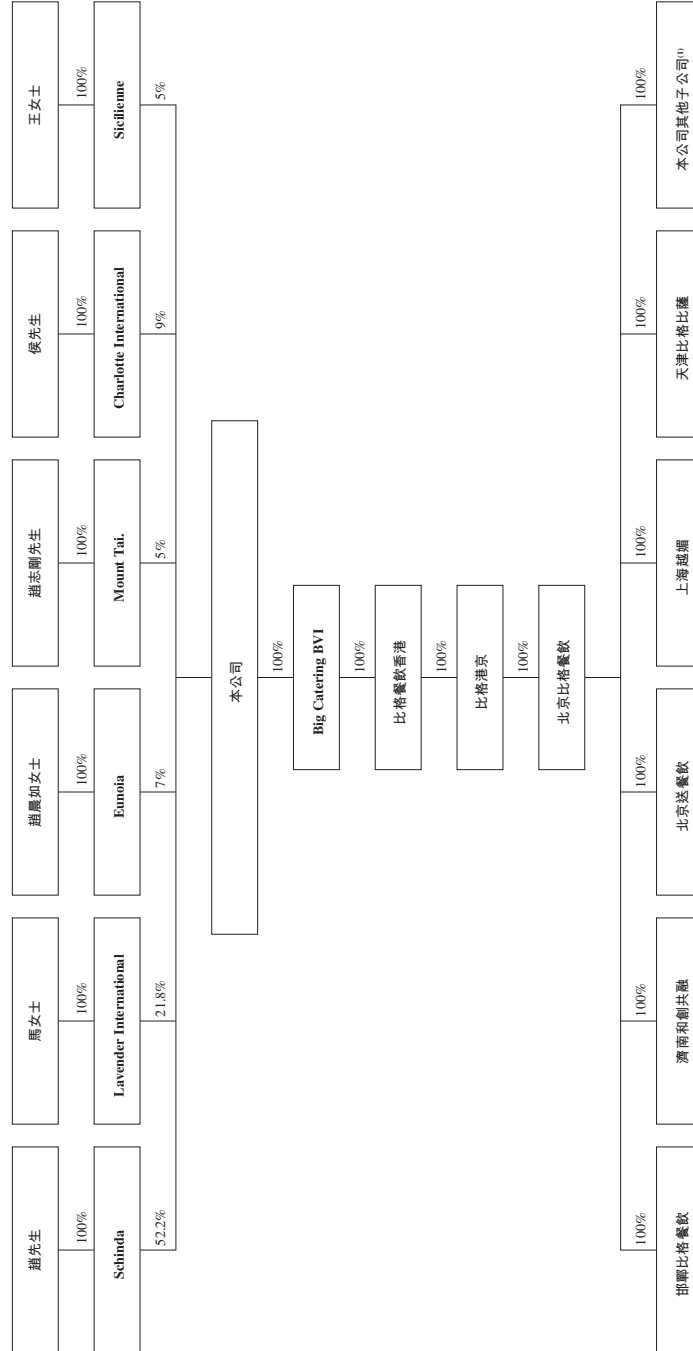 趙先生
馬女士
趙晨如女士
趙志剛先生
侯先生
王女士
100%
100%
100%
100%
100%
100%
Schinda
Lavender International
Eunoia
Mount Tai.
Charlotte International
Sicilienne
52.2%
21.8%
7%
5%
9%
5%
本公司
100%
Big Catering BVI
100%
比格餐飲香港
100%
比格港京
100%
北京比格餐飲
100%
100%
100%
100%
100%
100%
邯鄲比格餐飲
濟南和創共融
北京送餐飲
上海越媚
天津比格比薩
本公司其他子公司(1)